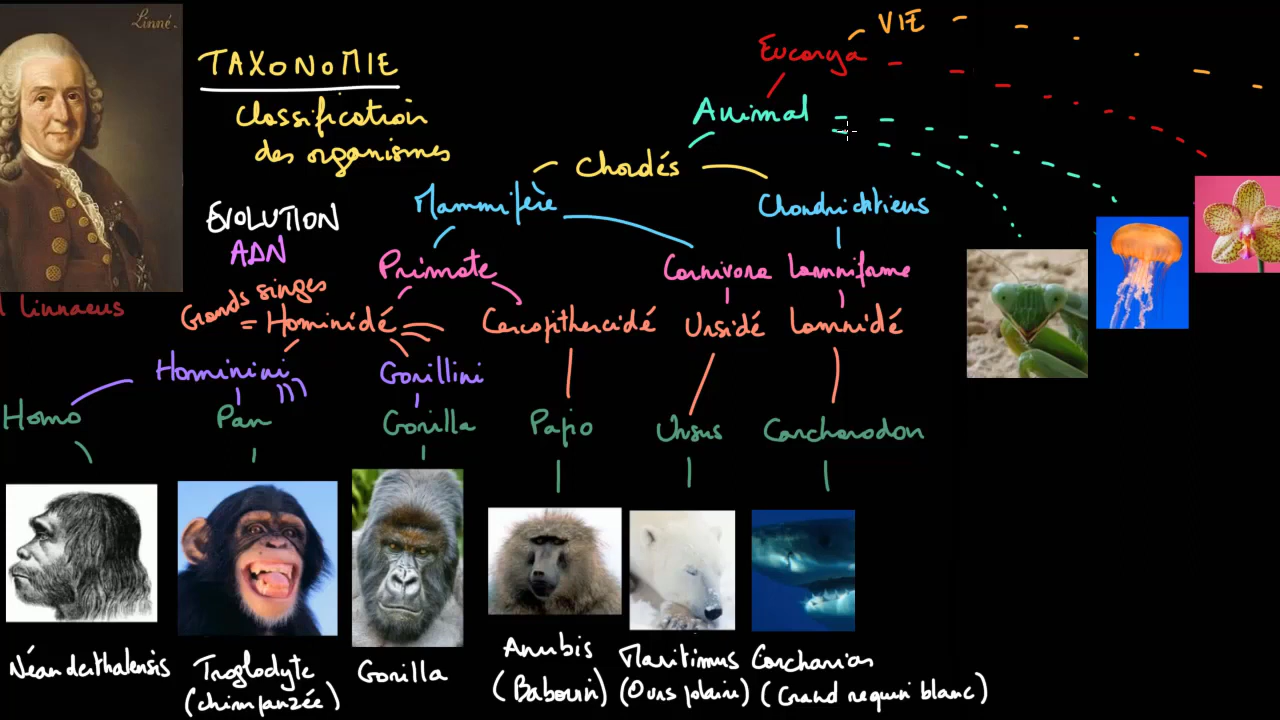 Linné.
VIE
Eucarya
TAXONOMIE
Animal
Classification
des organismes
Chordés
Mammifère
Chondrichtiens
ÉVOLUTION
ADN
Primate
Carnivora Lamniforme
Grands singes
= Hominidé
Cercopithecidé
Ursidé
Lamnidé
l linnaeus
Hominini
Gorillini
Homo
Pan
Gorilla
Papio
Ursus
Carcharodon
Néanderthalensis
Troglodyte
(chimpanzée)
Gorilla
Anubis
(Babouin)
Maritimus
(Ours polaire)
Carcharias
(Grand requin blanc)